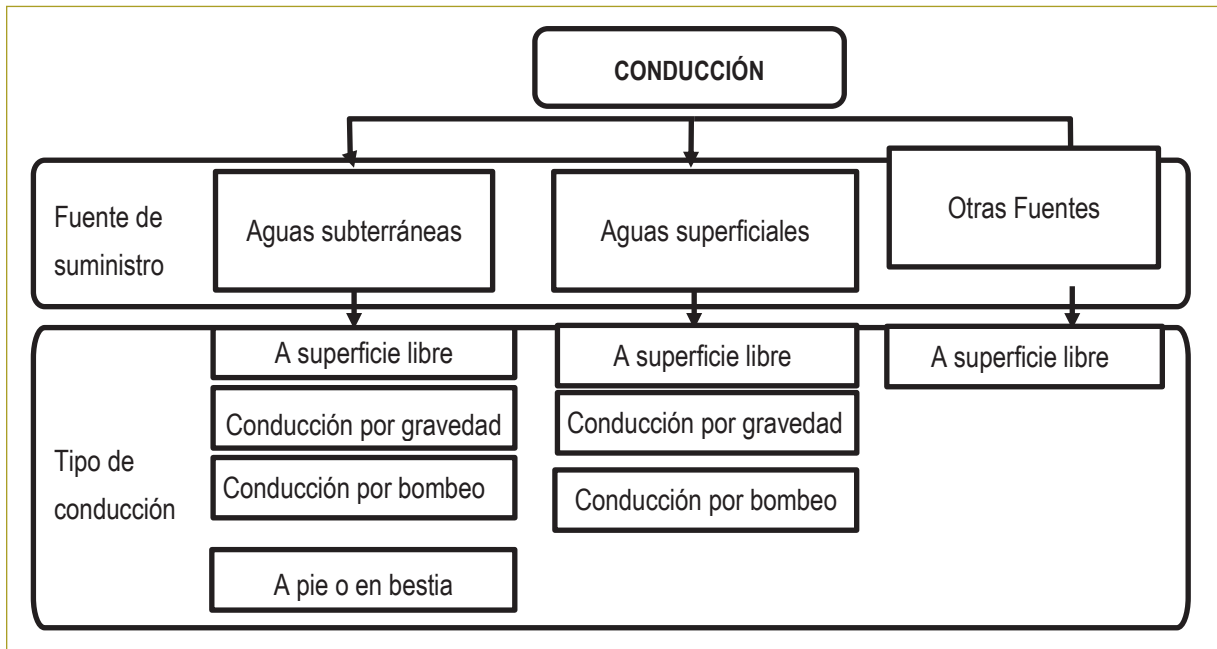 CONDUCCIÓN
Fuente de
suministro
Aguas subterráneas
Aguas superficiales
Otras Fuentes
Tipo de
conducción
A superficie libre
Conducción por gravedad
Conducción por bombeo
A pie o en bestia
A superficie libre
Conducción por gravedad
Conducción por bombeo
A superficie libre